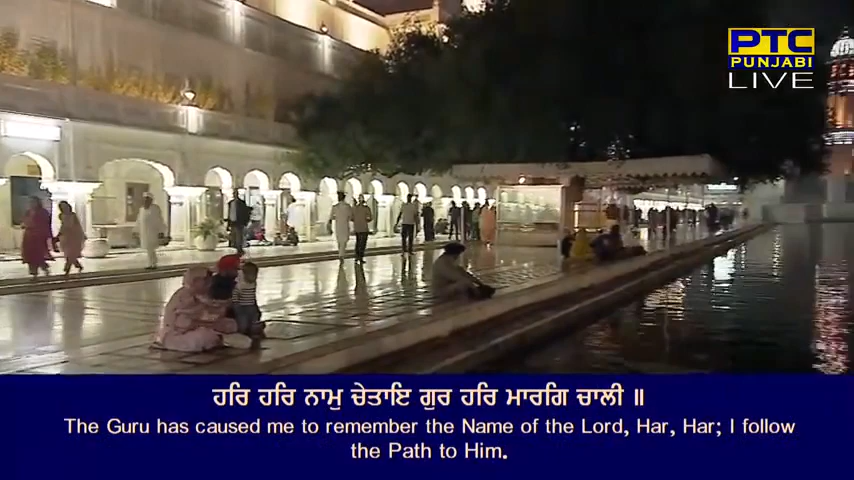 PTC
PUNJABI
LIVE
ਹਰਿ ਹਰਿ ਨਾਮੁ ਚੇਤਾਇ ਗੁਰ ਹਰਿ ਮਾਰਗਿ ਚਾਲੀ ॥
The Guru has caused me to remember the Name of the Lord, Har, Har; I follow
the Path to Him.